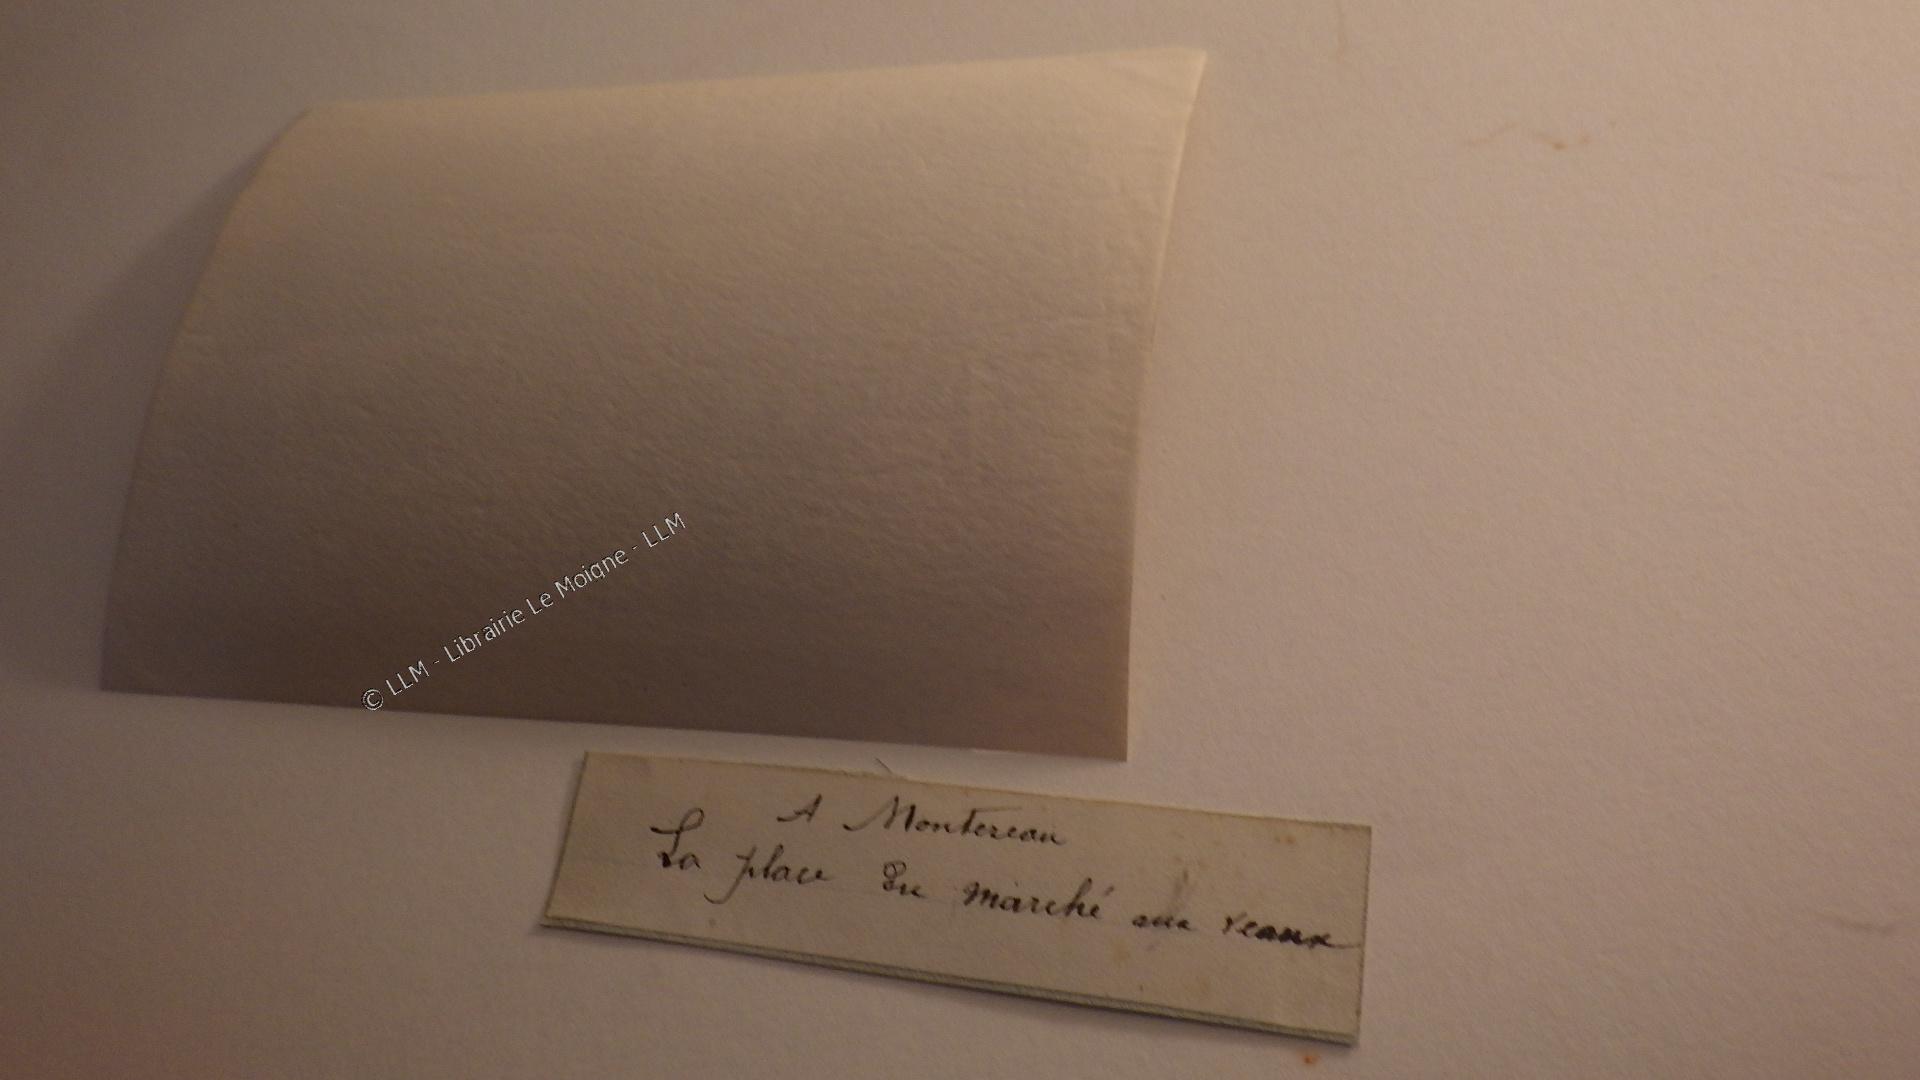 © LLM - Librairie Le Moigne - LLM
A Montereau
La place du marché aux veaux